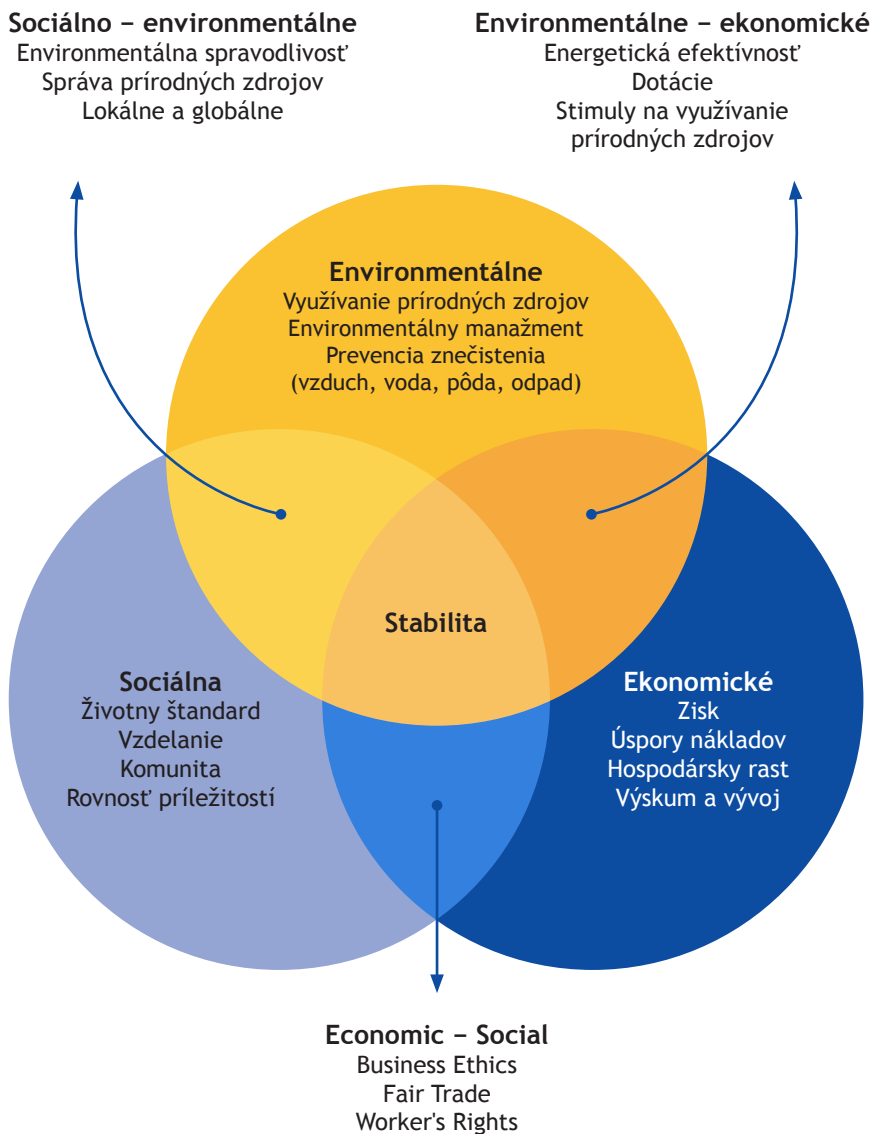 Sociálno – environmentálne
Environmentálna spravodlivosť
Správa prírodných zdrojov
Lokálne a globálne
Environmentálne – ekonomické
Energetická efektívnosť
Dotácie
Stimuly na využívanie
prírodných zdrojov
Environmentálne
Využívanie prírodných zdrojov
Environmentálny manažment
Prevencia znečistenia
(vzduch, voda, pôda, odpad)
Stabilita
Sociálna
Životny štandard
Vzdelanie
Komunita
Rovnosť príležitostí
Ekonomické
Zisk
Úspory nákladov
Hospodársky rast
Výskum a vývoj
Economic – Social
Business Ethics
Fair Trade
Worker's Rights